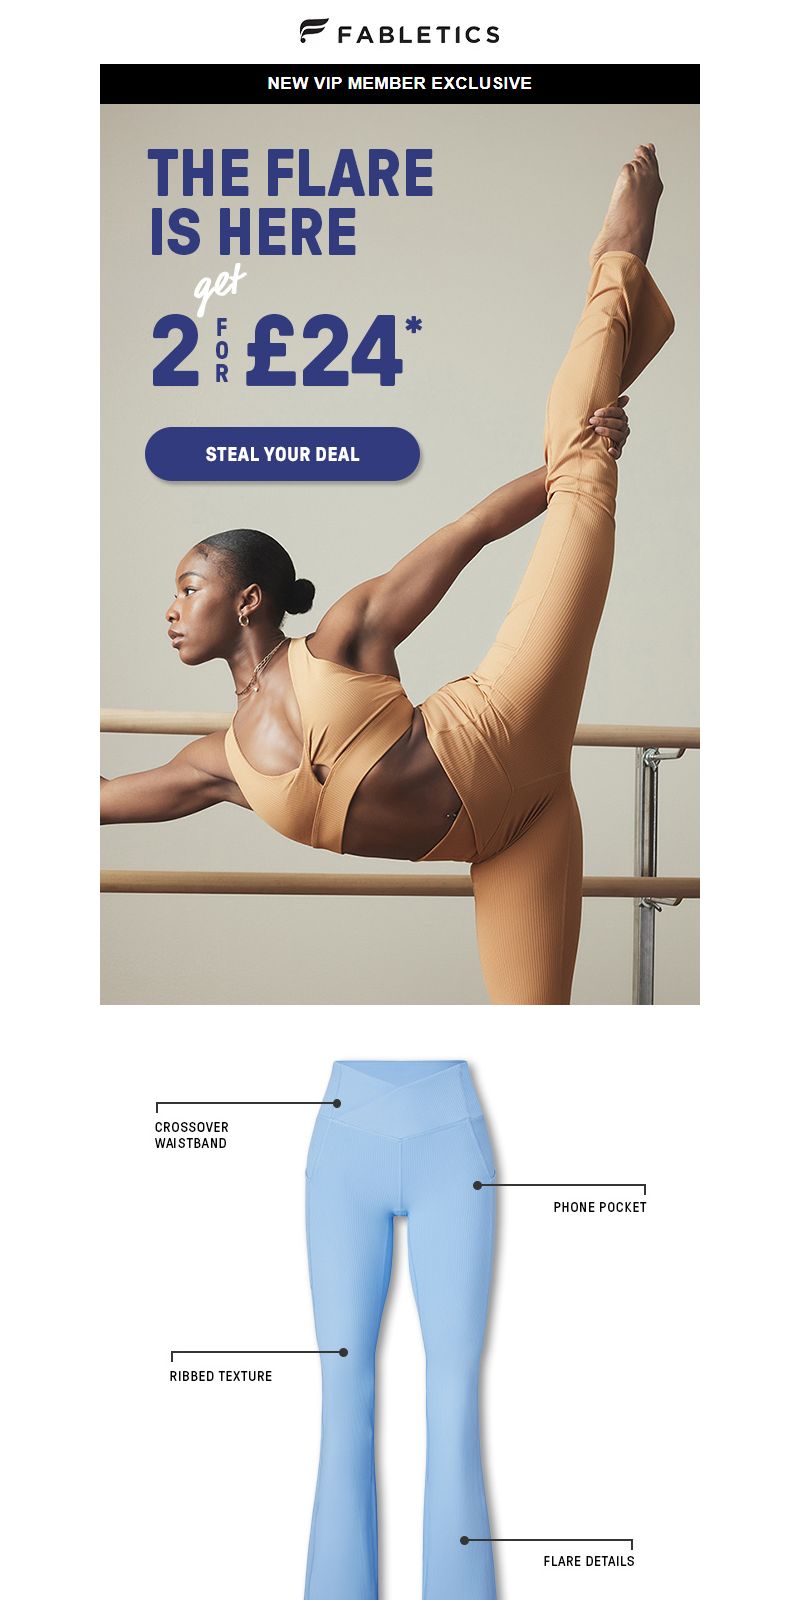 FABLETICS
NEW VIP MEMBER EXCLUSIVE
THE FLARE
IS HERE
get
2 FOR £24*
STEAL YOUR DEAL
CROSSOVER
WAISTBAND
PHONE POCKET
RIBBED TEXTURE
FLARE DETAILS